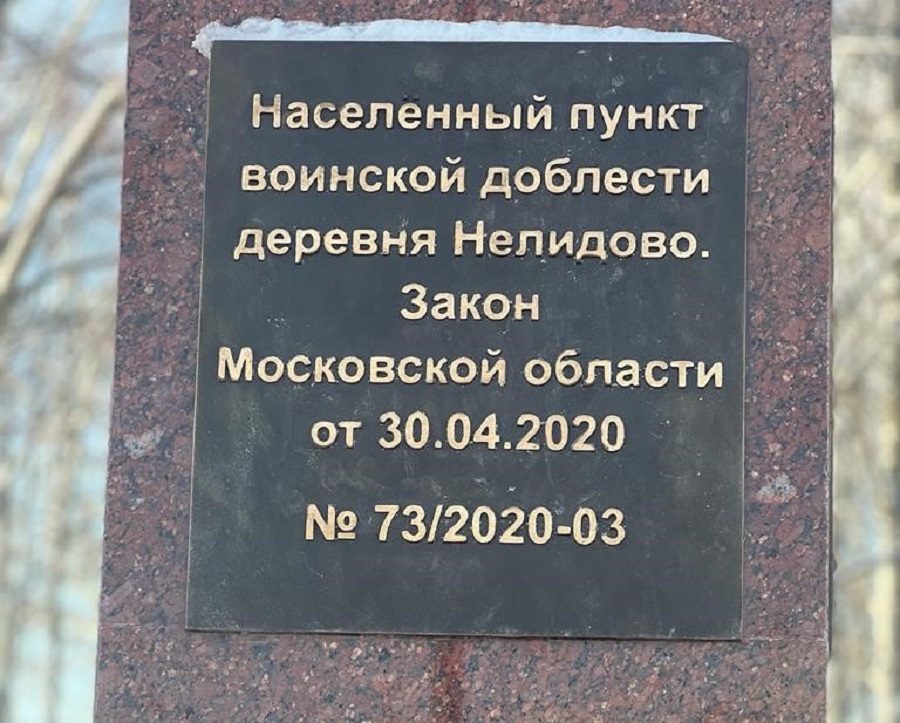 Населённый пункт
воинской доблести
деревня Нелидово.
Закон
Московской области
от 30.04.2020
№ 73/2020-03